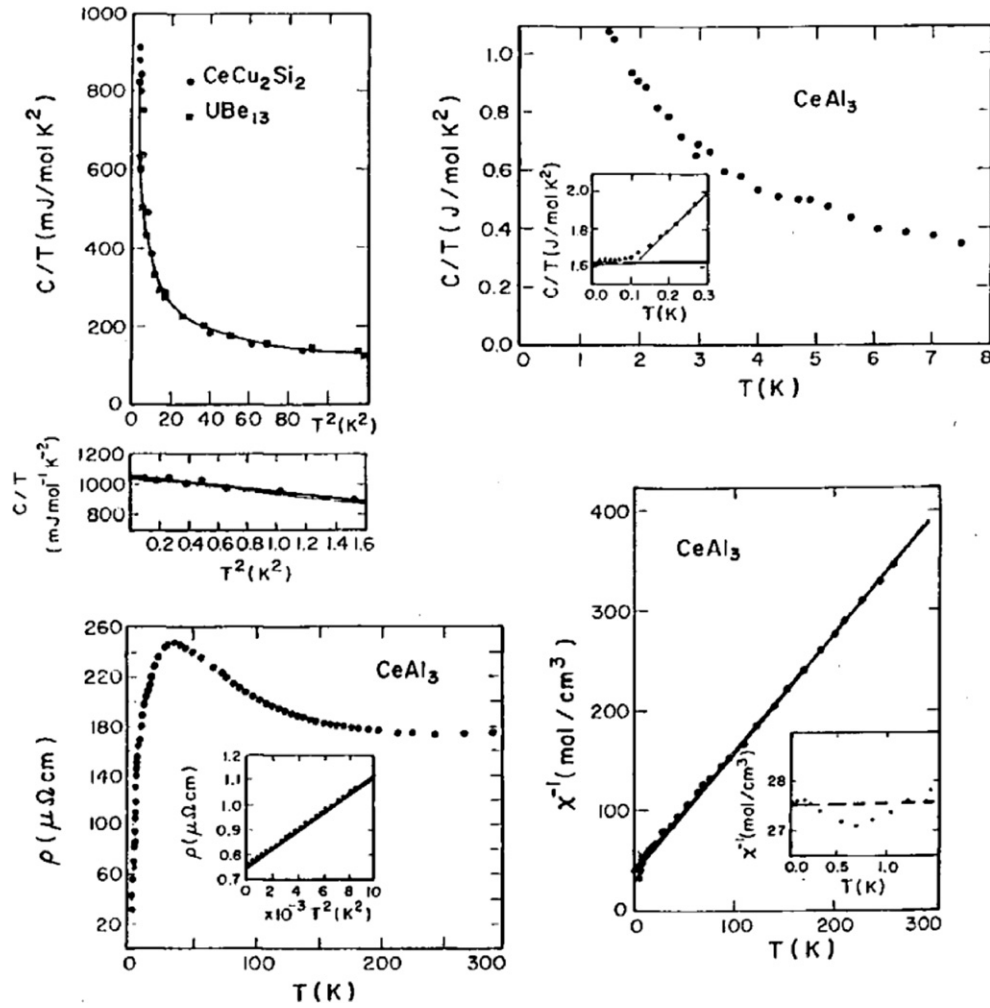 1000
800
600
400
200
0
C/T (mJ/mol K²)
• CeCu₂Si₂
▪ UBe₁₃
20 40 60 80 T²(K²)
1200
1000
800
C/T
(mJ mol⁻¹ K⁻²)
0.2 0.6 0.8 1.0 1.2 1.4 1.6
T²(K²)
1.0
0.8
0.6
0.4
0.2
0.0
C/T (J/mol K²)
CeAl₃
2.0
1.8
1.6
1.4
C/T (J/mol K²)
0.0 0.1 0.2 0.3
T(K)
0 1 2 3 4 5 6 7 8
T(K)
260
220
180
160
100
60
20
ρ(μΩcm)
CeAl₃
1.2
1.1
1.0
0.9
0.8
0.7
ρ(μΩcm)
0 2 4 6 8 10
x10⁻³ T²(K²)
0 100 200 300
T(K)
400
300
200
100
0
χ⁻¹(mol/cm³)
CeAl₃
28
27
χ⁻¹(mol/cm³)
0.0 0.5 1.0
T(K)
0 100 200 300
T(K)